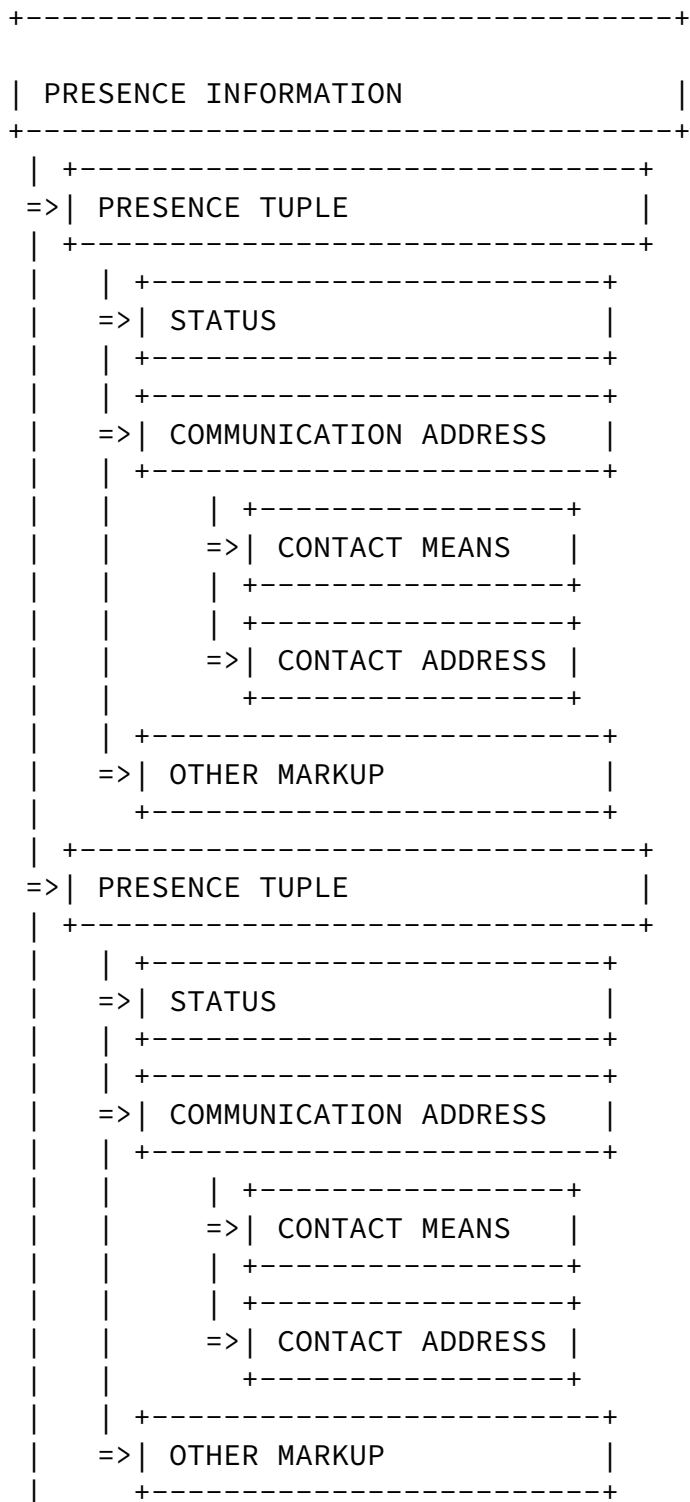 +------------------------------------+
| PRESENCE INFORMATION               |
+------------------------------------+
 | +-------------------------------+
 =>| PRESENCE TUPLE                |
 | +-------------------------------+
 |   | +-------------------------+
 |   =>| STATUS                  |
 |   | +-------------------------+
 |   | +-------------------------+
 |   =>| COMMUNICATION ADDRESS   |
 |   | +-------------------------+
 |   |     | +-----------------+
 |   |     =>| CONTACT MEANS   |
 |   |     | +-----------------+
 |   |     | +-----------------+
 |   |     =>| CONTACT ADDRESS |
 |   |       +-----------------+
 |   | +-------------------------+
 |   =>| OTHER MARKUP            |
 |     +-------------------------+
 | +-------------------------------+
 =>| PRESENCE TUPLE                |
 | +-------------------------------+
 |   | +-------------------------+
 |   =>| STATUS                  |
 |   | +-------------------------+
 |   | +-------------------------+
 |   =>| COMMUNICATION ADDRESS   |
 |   | +-------------------------+
 |   |     | +-----------------+
 |   |     =>| CONTACT MEANS   |
 |   |     | +-----------------+
 |   |     | +-----------------+
 |   |     =>| CONTACT ADDRESS |
 |   |       +-----------------+
 |   | +-------------------------+
 |   =>| OTHER MARKUP            |
 |     +-------------------------+